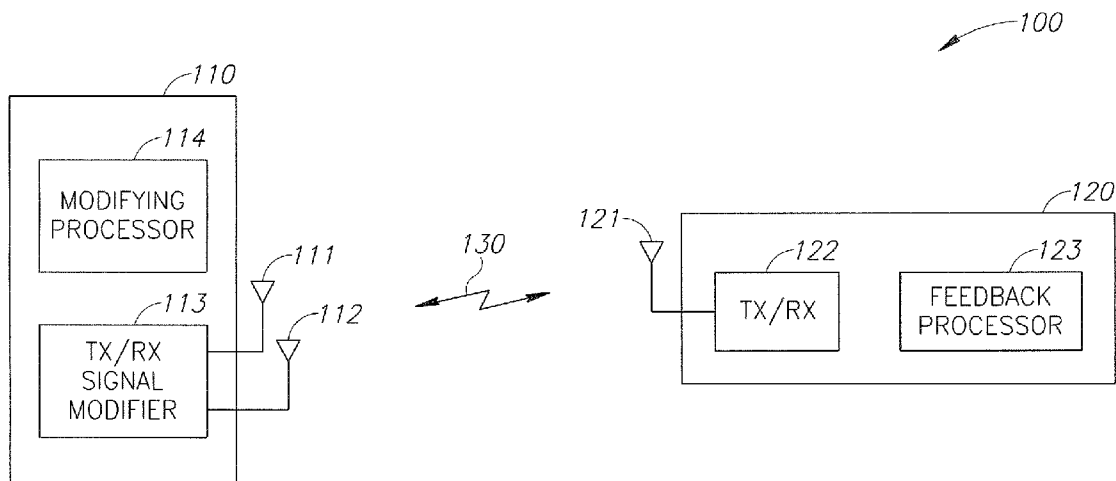 100
110
114
MODIFYING
PROCESSOR
111
113
112
TX/RX
SIGNAL
MODIFIER
130
120
121
122
TX/RX
123
FEEDBACK
PROCESSOR